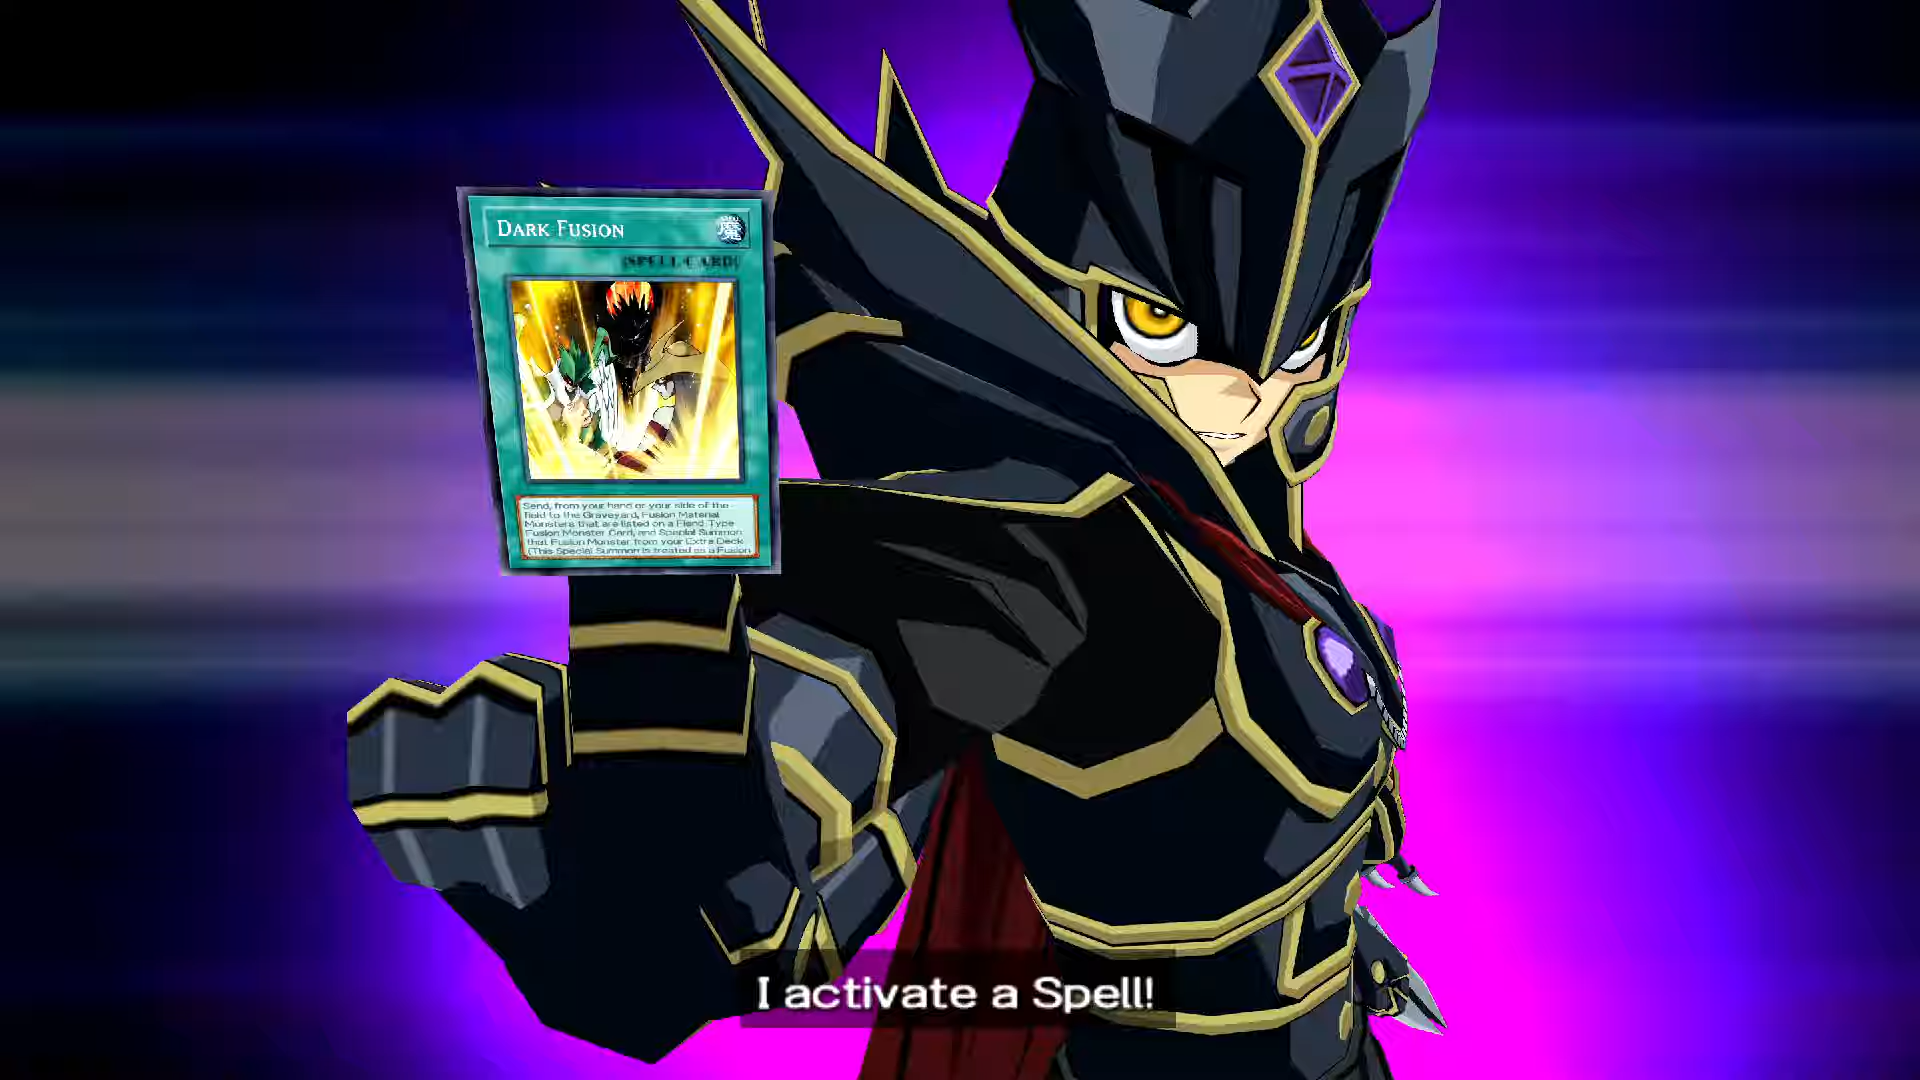 DARK FUSION
魔
[SPELL CARD]
Send, from your hand or your side of the
field to the Graveyard, Fusion Material
Monsters that are listed on a Fiend-Type
Fusion Monster Card, and Special Summon
that Fusion Monster from your Extra Deck.
(This Special Summon is treated as a Fusion
I activate a Spell!